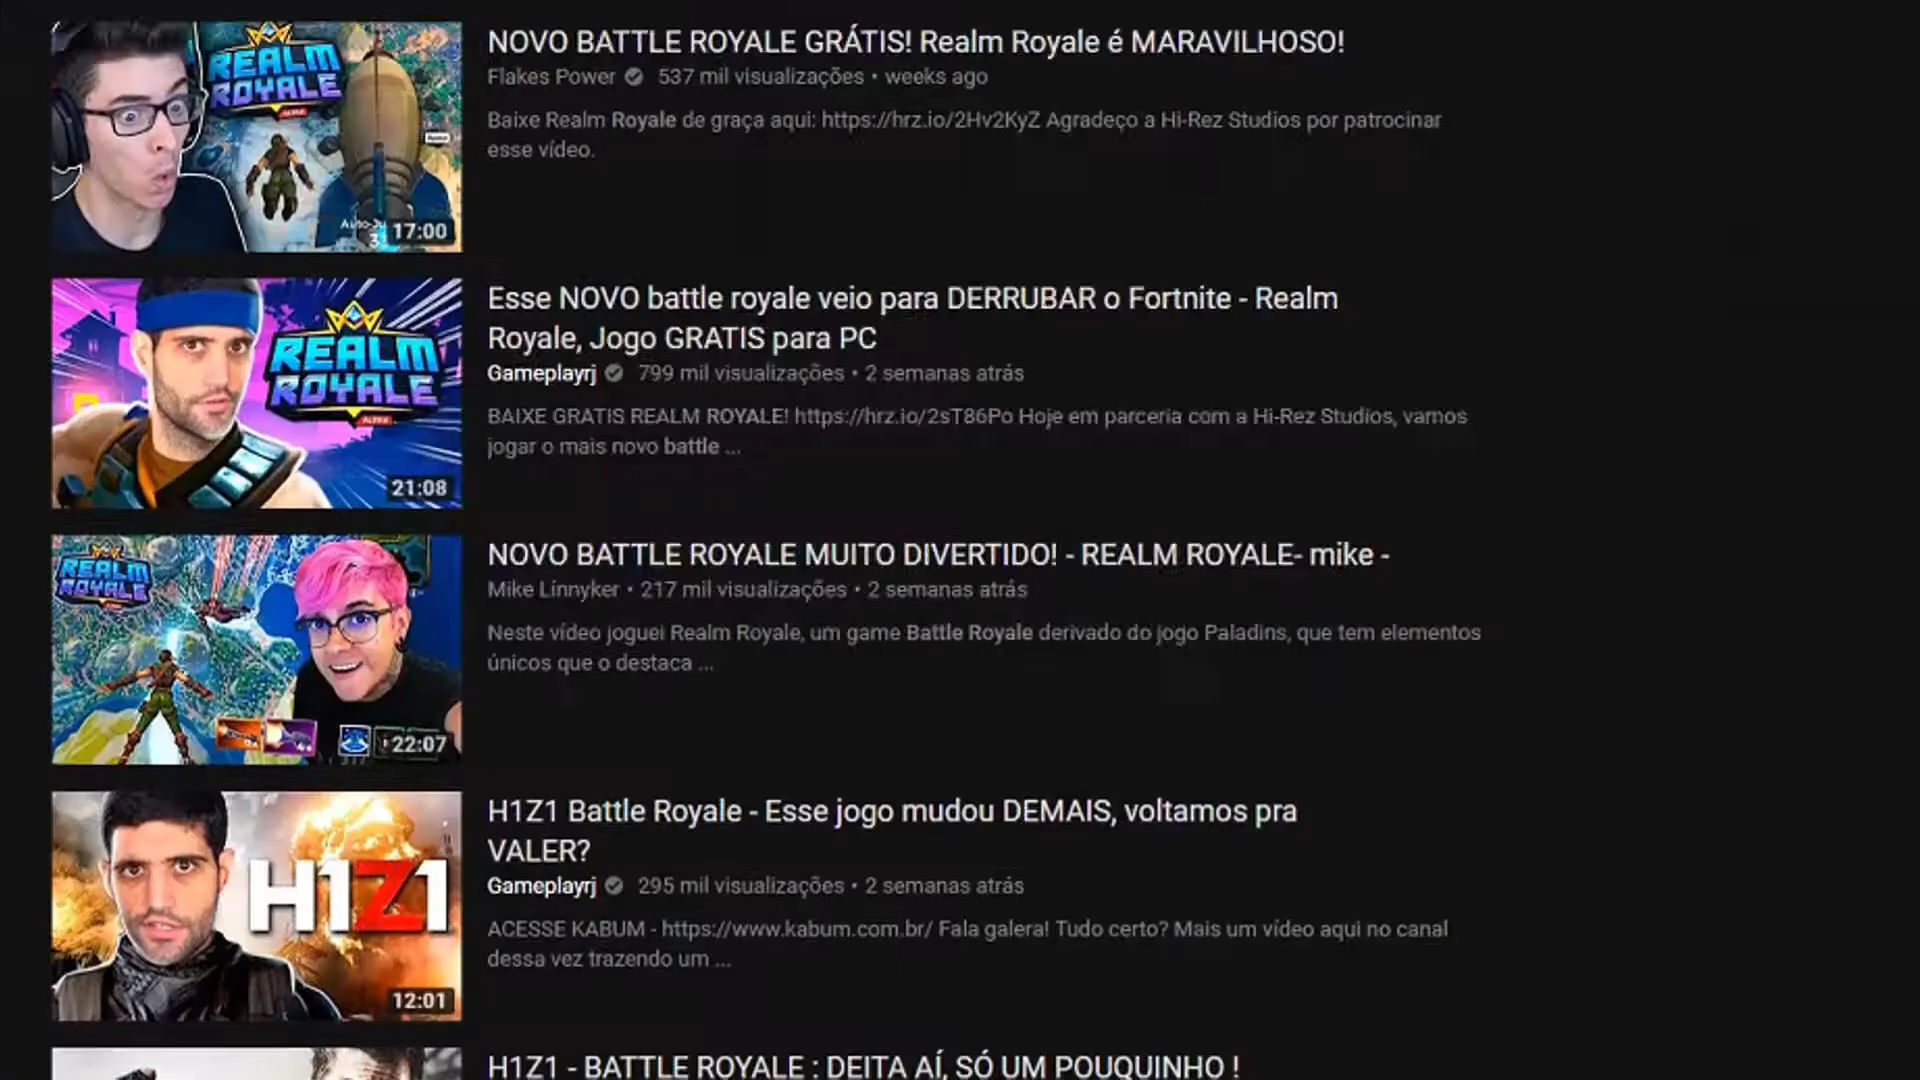 REALM
ROYALE
ALPHA
17:00
NOVO BATTLE ROYALE GRÁTIS! Realm Royale é MARAVILHOSO!
Flakes Power 537 mil visualizações • weeks ago
Baixe Realm Royale de graça aqui: https://hrz.io/2Hv2KyZ Agradeço a Hi-Rez Studios por patrocinar
esse vídeo.
REALM
ROYALE
ALPHA
21:08
Esse NOVO battle royale veio para DERRUBAR o Fortnite - Realm
Royale, Jogo GRATIS para PC
Gameplayrj 799 mil visualizações • 2 semanas atrás
BAIXE GRATIS REALM ROYALE! https://hrz.io/2sT86Po Hoje em parceria com a Hi-Rez Studios, vamos
jogar o mais novo battle ...
REALM
ROYALE
22:07
NOVO BATTLE ROYALE MUITO DIVERTIDO! - REALM ROYALE- mike -
Mike Linnyker • 217 mil visualizações • 2 semanas atrás
Neste vídeo joguei Realm Royale, um game Battle Royale derivado do jogo Paladins, que tem elementos
únicos que o destaca ...
H1Z1
12:01
H1Z1 Battle Royale - Esse jogo mudou DEMAIS, voltamos pra
VALER?
Gameplayrj 295 mil visualizações • 2 semanas atrás
ACESSE KABUM - https://www.kabum.com.br/ Fala galera! Tudo certo? Mais um vídeo aqui no canal
dessa vez trazendo um ...
H1Z1 - BATTLE ROYALE : DEITA AÍ, SÓ UM POUQUINHO !